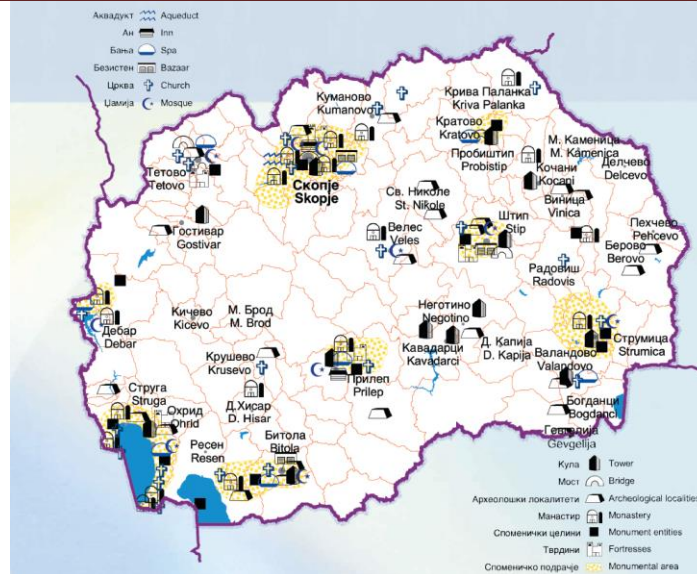 Аквадукт Aqueduct
Ан Inn
Бања Spa
Безистен Bazaar
Црква Church
Џамија Mosque
Куманово
Kumanovo
Крива Паланка
Kriva Palanka
Кратово
Kratovo
Пробиштип
Probistip
М. Каменица
M. Kamenica
Делчево
Delcevo
Тетово
Tetovo
Скопје
Skopje
Кочани
Kocani
Св. Николе
St. Nikole
Виница
Vinica
Гостивар
Gostivar
Велес
Veles
Штип
Stip
Пехчево
Pehcevo
Берово
Berovo
Радовиш
Radovis
Кичево
Kicevo
М. Брод
M. Brod
Неготино
Negotino
Дебар
Debar
Кавадарци
Kavadarci
Д. Капија
D. Kapija
Струмица
Strumica
Крушево
Krusevo
Прилеп
Prilep
Валандово
Valandovo
Струга
Struga
Охрид
Ohrid
Д.Хисар
D. Hisar
Богданци
Bogdanci
Ресен
Resen
Битола
Bitola
Гевгелија
Gevgelija
Кула Tower
Мост Bridge
Археолошки локалитети Archeological localities
Манастир Monastery
Споменички целини Monument entities
Тврдини Fortresses
Споменичко подрачје Monumental area